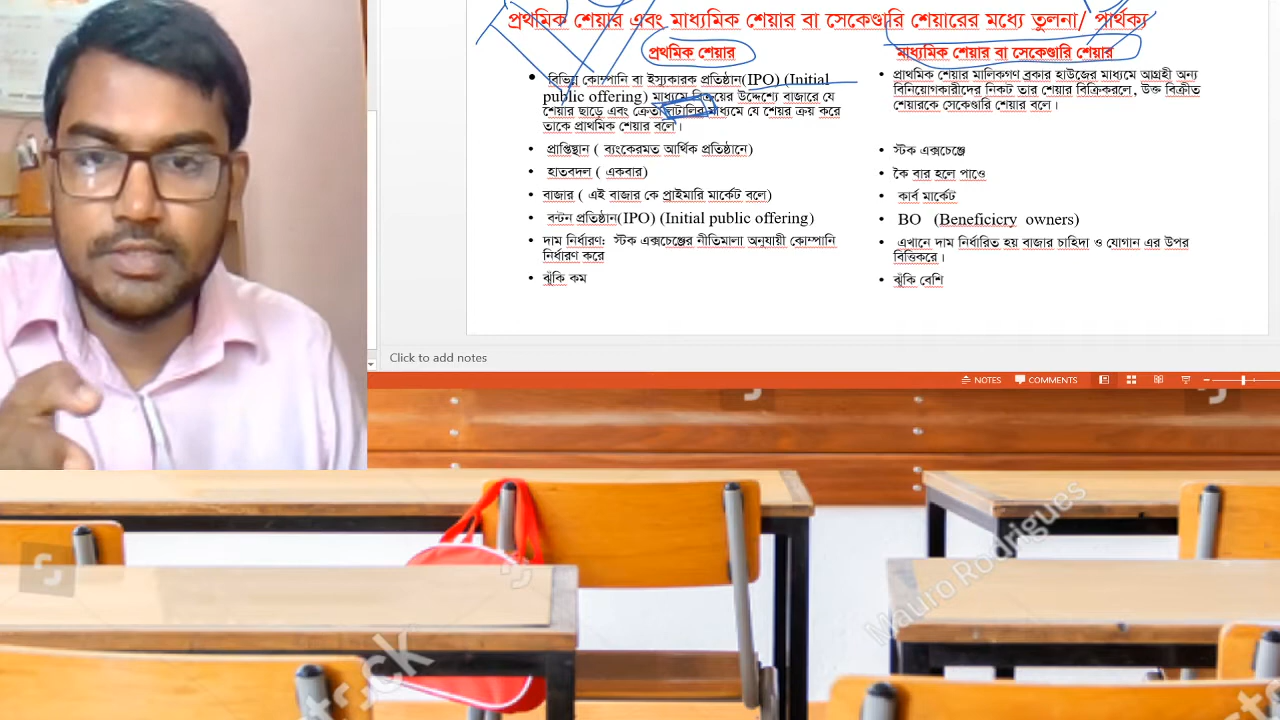 প্রথমিক শেয়ার এবং মাধ্যমিক শেয়ার বা সেকেণ্ডারি শেয়ারের মধ্যে তুলনা/ পার্থক্য
প্রথমিক শেয়ার
• বিভিন্ন কোম্পানি বা ইস্যুকারক প্রতিষ্ঠান(IPO) (Initial
public offering) মাধ্যমে বিক্রয়ের উদ্দেশ্যে বাজারে যে
শেয়ার ছাড়ে এবং ক্রেতা মাধ্যমে যে শেয়র ক্রয় করে
তাকে প্রাথমিক শেয়ার বলে।
• প্রাপ্তিস্থান ( ব্যংকেরমত আর্থিক প্রতিষ্ঠানে)
• হাতবদল ( একবার)
• বাজার ( এই বাজার কে প্রাইমারি মার্কেট বলে)
• বন্টন প্রতিষ্ঠান(IPO) (Initial public offering)
• দাম নির্ধারণ: স্টক এক্সচেঞ্জের নীতিমালা অনুযায়ী কোম্পানি
নির্ধারণ করে
• ঝুঁকি কম
মাধ্যমিক শেয়ার বা সেকেণ্ডারি শেয়ার
• প্রাথমিক শেয়ার মালিকগণ ব্রকার হাউজের মাধ্যমে আগ্রহী অন্য
বিনিয়োগকারীদের নিকট তার শেয়ার বিক্রিকরলে, উক্ত বিক্রীত
শেয়ারকে সেকেণ্ডারি শেয়ার বলে।
• স্টক এক্সচেঞ্জে
• কৈ বার হলে পাওে
• কার্ব মার্কেট
• BO (Beneficicry owners)
• এখানে দাম নির্ধারিত হয় বাজার চাহিদা ও যোগান এর উপর
বিত্তিকরে।
• ঝুঁকি বেশি
Click to add notes
NOTES COMMENTS
Mauro Rodrigues